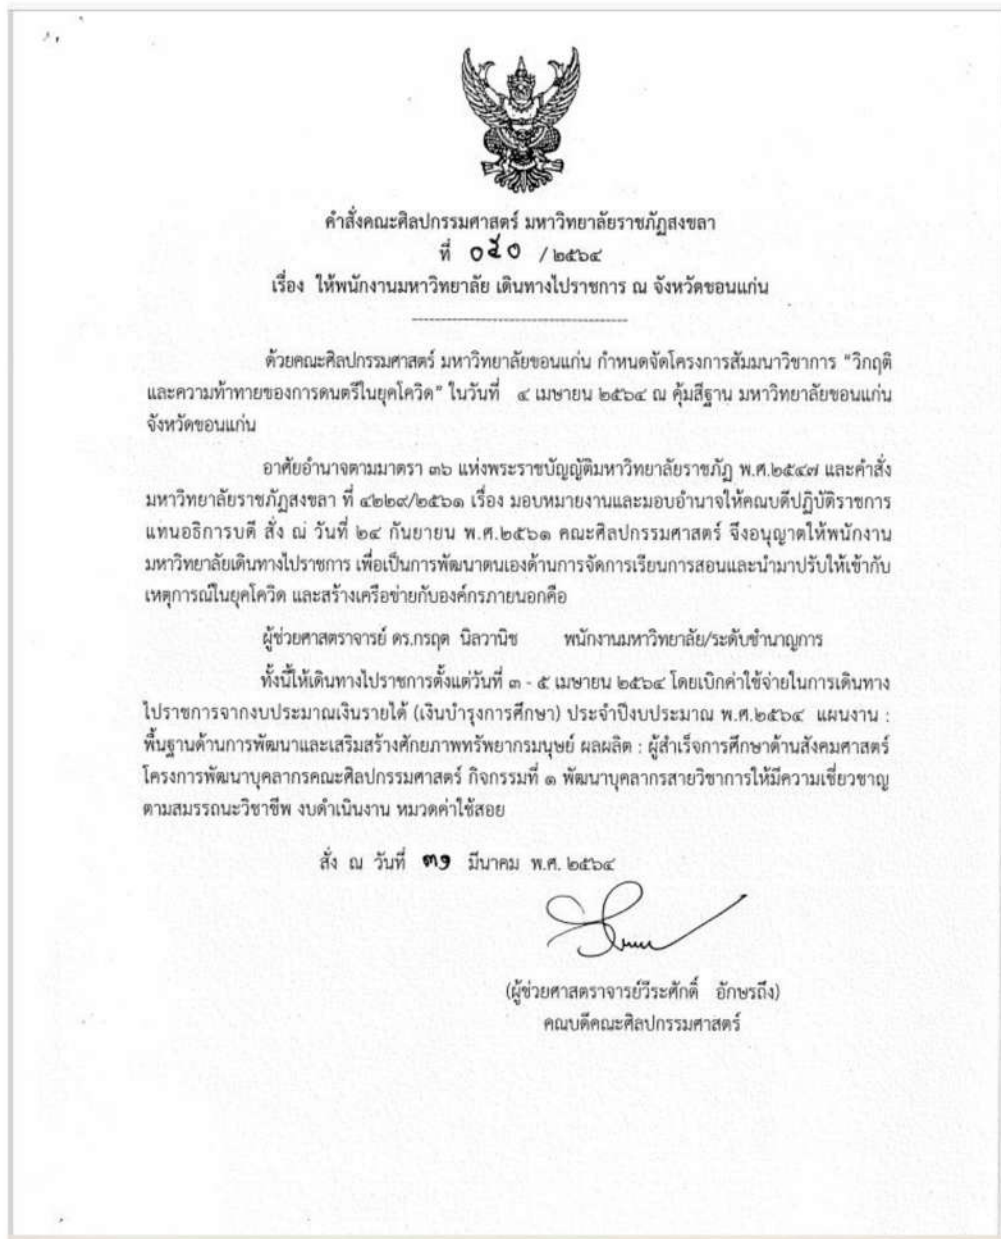 คำสั่งคณะศิลปกรรมศาสตร์ มหาวิทยาลัยราชภัฏสงขลา
ที่ ๐๕๐ / ๒๕๖๔
เรื่อง ให้พนักงานมหาวิทยาลัย เดินทางไปราชการ ณ จังหวัดขอนแก่น
ด้วยคณะศิลปกรรมศาสตร์ มหาวิทยาลัยขอนแก่น กำหนดจัดโครงการสัมมนาวิชาการ "วิกฤติ
และความท้าทายของการดนตรีในยุคโควิด" ในวันที่ ๔ เมษายน ๒๕๖๔ ณ คุ้มสีฐาน มหาวิทยาลัยขอนแก่น
จังหวัดขอนแก่น
อาศัยอำนาจตามมาตรา ๓๖ แห่งพระราชบัญญัติมหาวิทยาลัยราชภัฏ พ.ศ.๒๕๔๗ และคำสั่ง
มหาวิทยาลัยราชภัฏสงขลา ที่ ๔๒๒๙/๒๕๖๑ เรื่อง มอบหมายงานและมอบอำนาจให้คณบดีปฏิบัติราชการ
แทนอธิการบดี สั่ง ณ วันที่ ๒๔ กันยายน พ.ศ.๒๕๖๑ คณะศิลปกรรมศาสตร์ จึงอนุญาตให้พนักงาน
มหาวิทยาลัยเดินทางไปราชการ เพื่อเป็นการพัฒนาตนเองด้านการจัดการเรียนการสอนและนำมาปรับให้เข้ากับ
เหตุการณ์ในยุคโควิด และสร้างเครือข่ายกับองค์กรภายนอกคือ
ผู้ช่วยศาสตราจารย์ ดร.กรฤต นิลวานิช พนักงานมหาวิทยาลัย/ระดับชำนาญการ
ทั้งนี้ให้เดินทางไปราชการตั้งแต่วันที่ ๓ - ๕ เมษายน ๒๕๖๔ โดยเบิกค่าใช้จ่ายในการเดินทาง
ไปราชการจากงบประมาณเงินรายได้ (เงินบำรุงการศึกษา) ประจำปีงบประมาณ พ.ศ.๒๕๖๔ แผนงาน :
พื้นฐานด้านการพัฒนาและเสริมสร้างศักยภาพทรัพยากรมนุษย์ ผลผลิต : ผู้สำเร็จการศึกษาด้านสังคมศาสตร์
โครงการพัฒนาบุคลากรคณะศิลปกรรมศาสตร์ กิจกรรมที่ ๑ พัฒนาบุคลากรสายวิชาการให้มีความเชี่ยวชาญ
ตามสมรรถนะวิชาชีพ งบดำเนินงาน หมวดค่าใช้สอย
สั่ง ณ วันที่ ๓๑ มีนาคม พ.ศ. ๒๕๖๔
(ผู้ช่วยศาสตราจารย์วีระศักดิ์ อักษรถึง)
คณบดีคณะศิลปกรรมศาสตร์